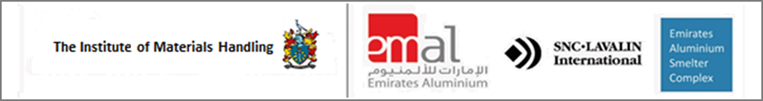 The Institute of Materials Handling
emal
الإمارات للألمنيوم
Emirates Aluminium
SNC•LAVALIN
International
Emirates
Aluminium
Smelter
Complex